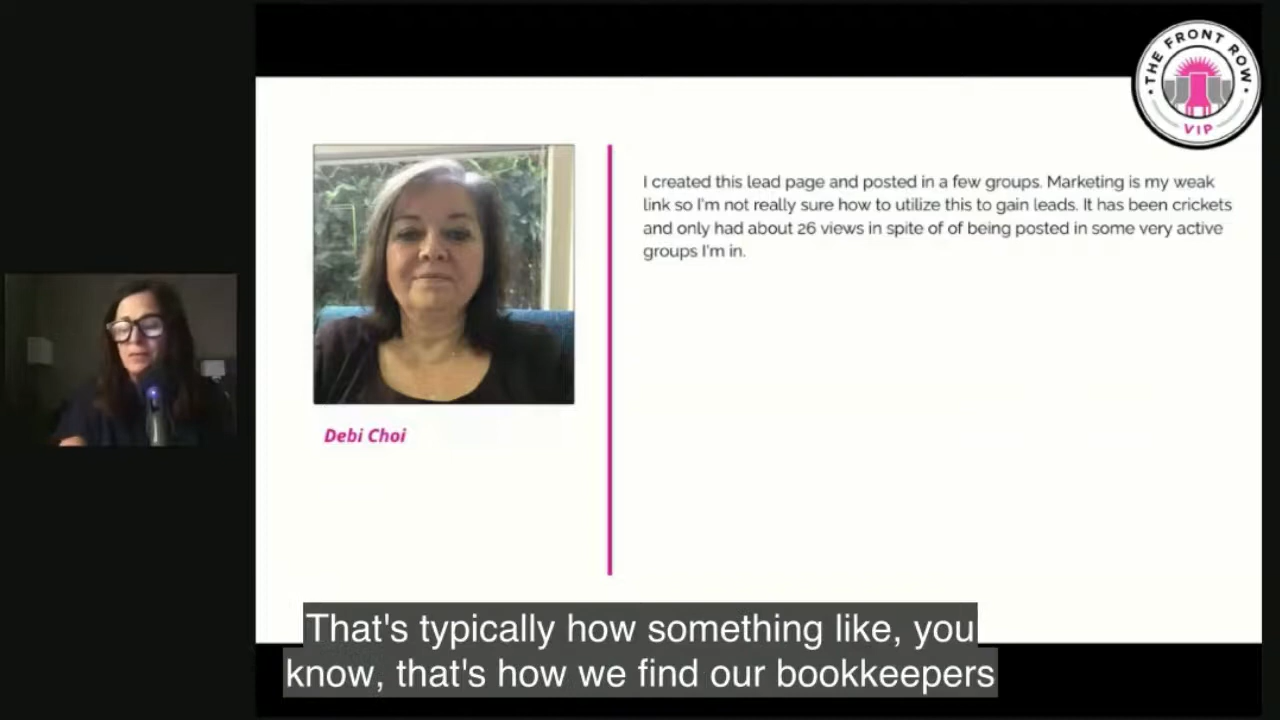 THE FRONT ROW
VIP
I created this lead page and posted in a few groups. Marketing is my weak
link so I'm not really sure how to utilize this to gain leads. It has been crickets
and only had about 26 views in spite of of being posted in some very active
groups I'm in.
Debi Choi
That's typically how something like, you
know, that's how we find our bookkeepers